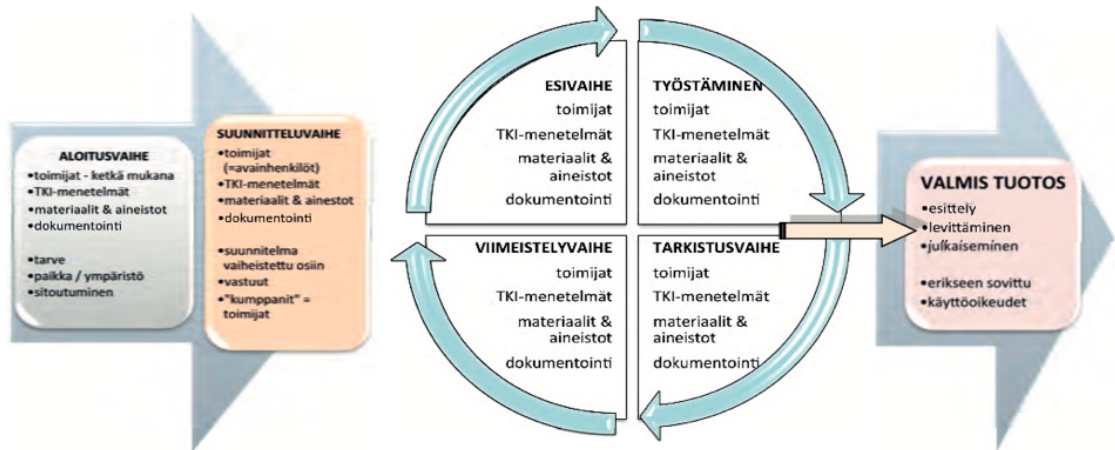 ALOITUSVAIHE
•toimijat - ketkä mukana
•TKI-menetelmät
•materiaalit & aineistot
•dokumentointi
•tarve
•paikka / ympäristö
•sitoutuminen
SUUNNITTELUVAIHE
•toimijat
(=avainhenkilöt)
•TKI-menetelmät
•materiaalit & ainestot
•dokumentointi
•suunnitelma
vaiheistettu osiin
•vastuut
•"kumppanit" =
toimijat
ESIVAIHE
toimijat
TKI-menetelmät
materiaalit &
aineistot
dokumentointi
TYÖSTÄMINEN
toimijat
TKI-menetelmät
materiaalit &
aineistot
dokumentointi
VIIMEISTELYVAIHE
toimijat
TKI-menetelmät
materiaalit &
aineistot
dokumentointi
TARKISTUSVAIHE
toimijat
TKI-menetelmät
materiaalit &
aineistot
dokumentointi
VALMIS TUOTOS
•esittely
•levittäminen
•julkaiseminen
•erikseen sovittu
•käyttöoikeudet